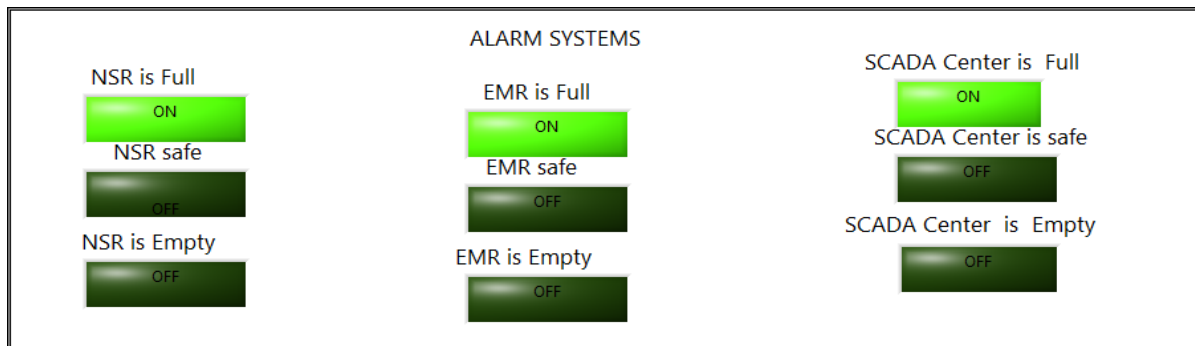 ALARM SYSTEMS
NSR is Full
ON
NSR safe
OFF
NSR is Empty
OFF
EMR is Full
ON
EMR safe
OFF
EMR is Empty
OFF
SCADA Center is  Full
ON
SCADA Center is safe
OFF
SCADA Center  is  Empty
OFF